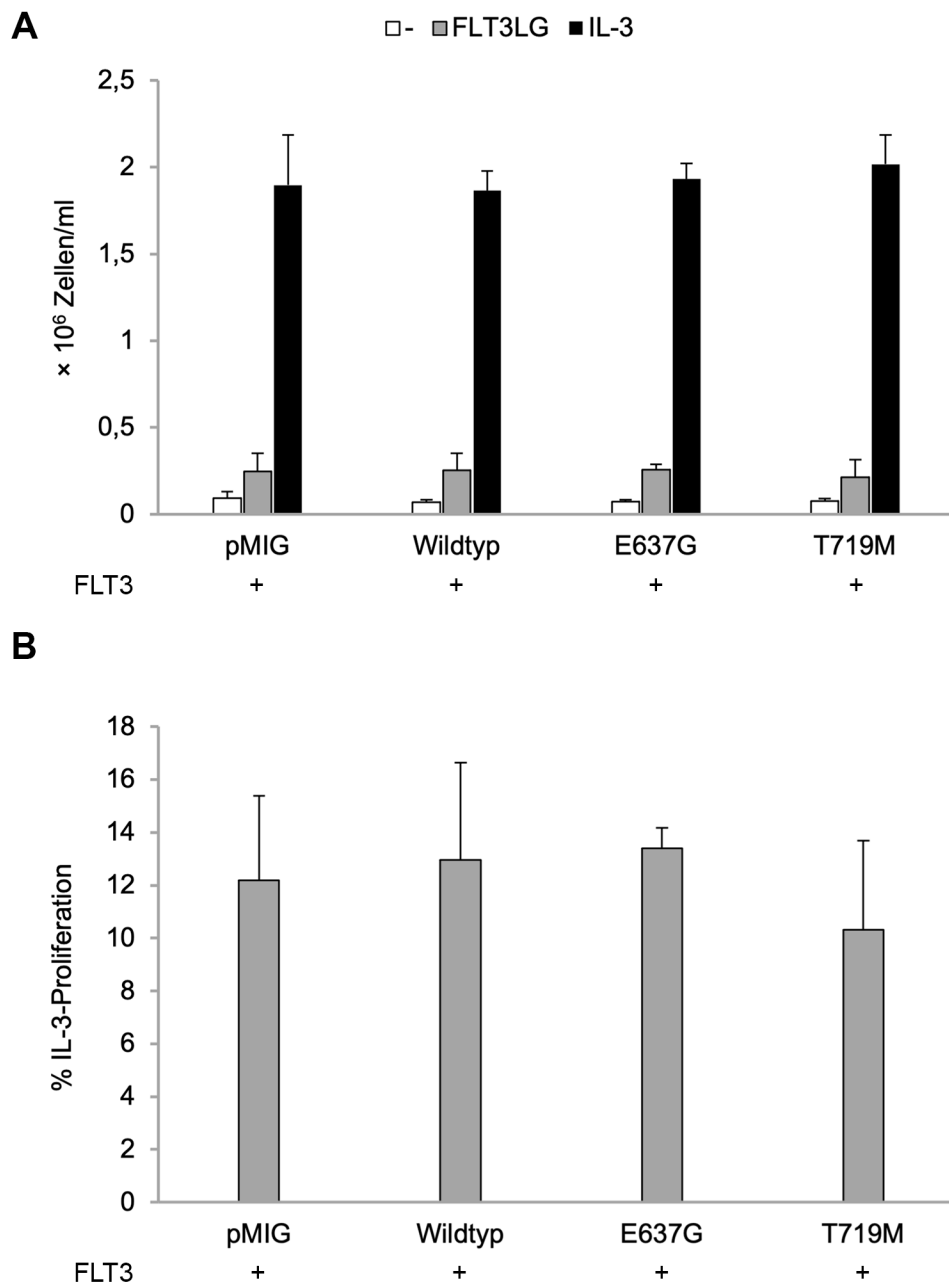 A
- FLT3LG IL-3
2,5
2
1,5
1
0,5
0
× 10⁶ Zellen/ml
pMIG Wildtyp E637G T719M
FLT3 + + + +
B
18
16
14
12
10
8
6
4
2
0
% IL-3-Proliferation
pMIG Wildtyp E637G T719M
FLT3 + + + +